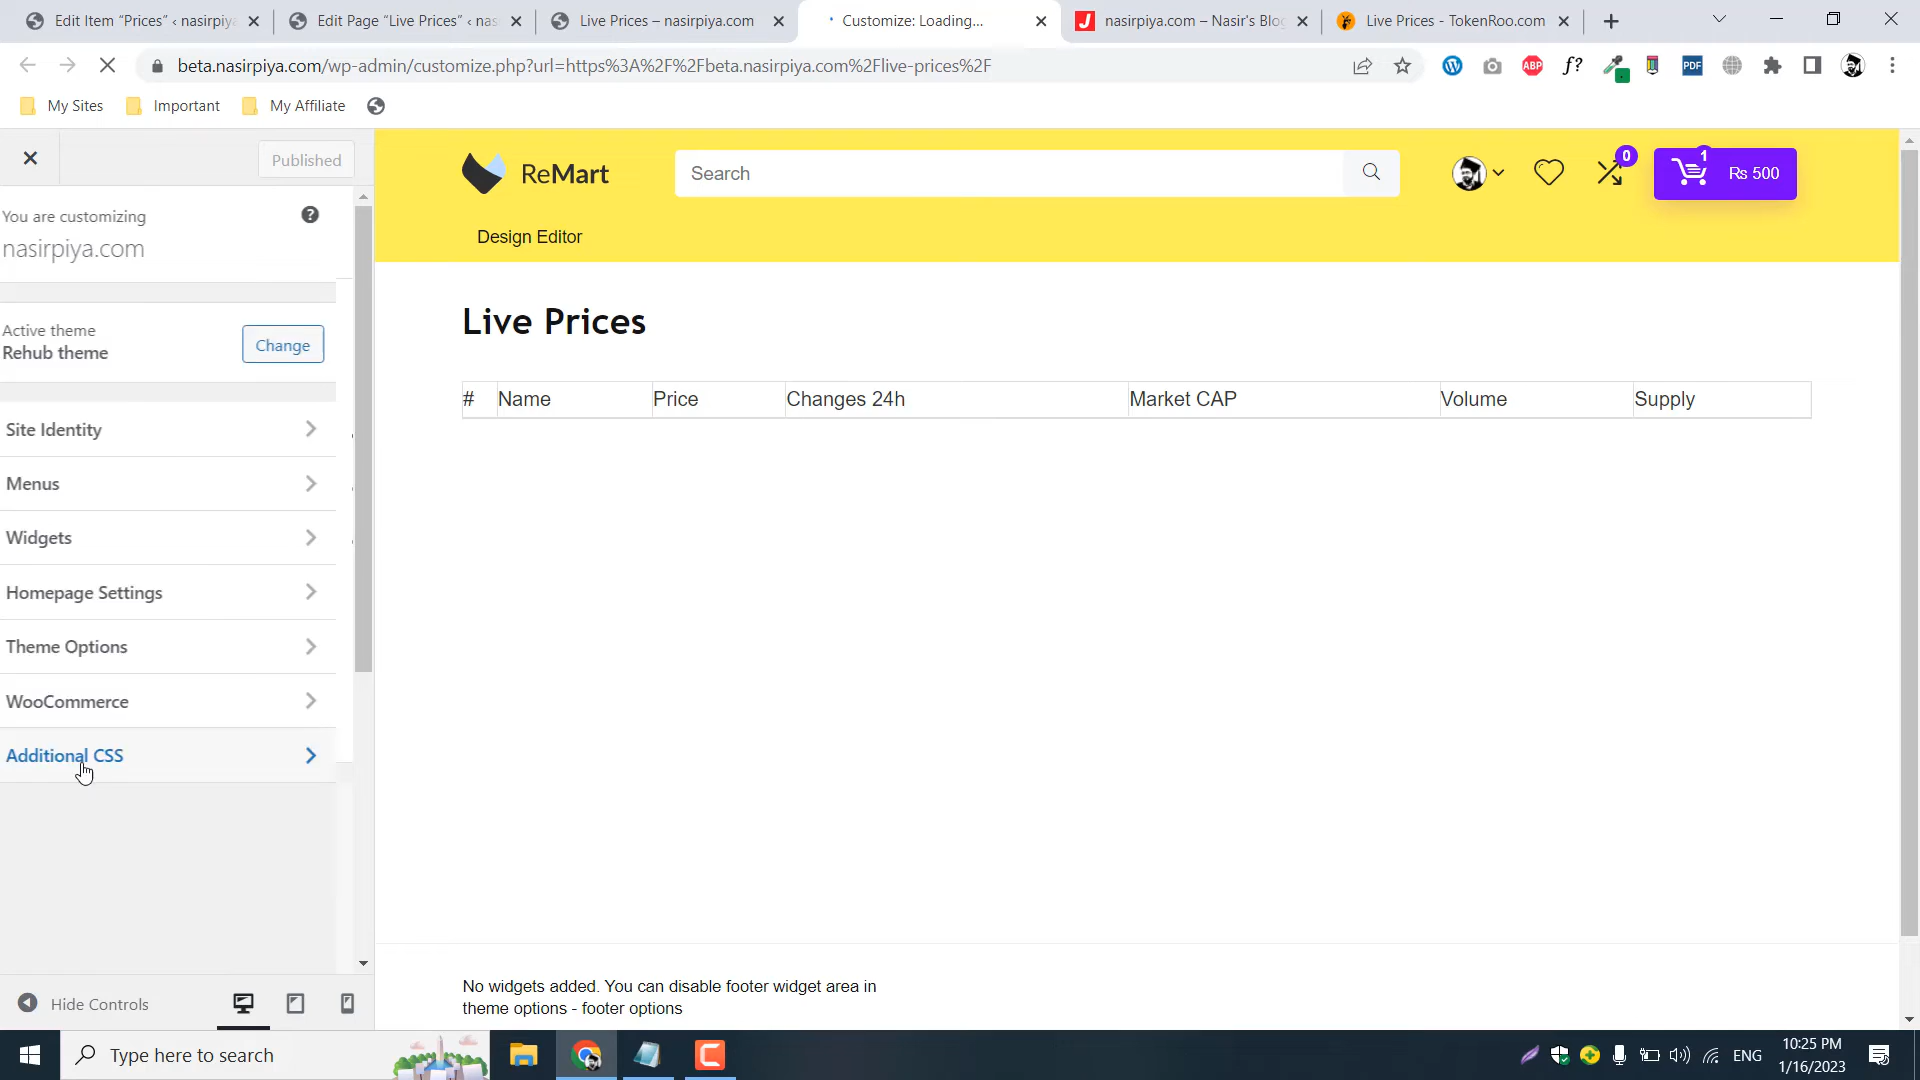 Edit Item “Prices” ‹ nasirpiya
Edit Page “Live Prices” ‹ nas
Live Prices – nasirpiya.com
Customize: Loading...
nasirpiya.com – Nasir's Blog
Live Prices - TokenRoo.com
beta.nasirpiya.com/wp-admin/customize.php?url=https%3A%2F%2Fbeta.nasirpiya.com%2Flive-prices%2F
ABP
f?
PDF
My Sites
Important
My Affiliate
Published
You are customizing
nasirpiya.com
Active theme
Rehub theme
Change
Site Identity
Menus
Widgets
Homepage Settings
Theme Options
WooCommerce
Additional CSS
Hide Controls
ReMart
Search
0
1
₨ 500
Design Editor
Live Prices
# Name Price Changes 24h Market CAP Volume Supply
No widgets added. You can disable footer widget area in
theme options - footer options
Type here to search
ENG
10:25 PM
1/16/2023